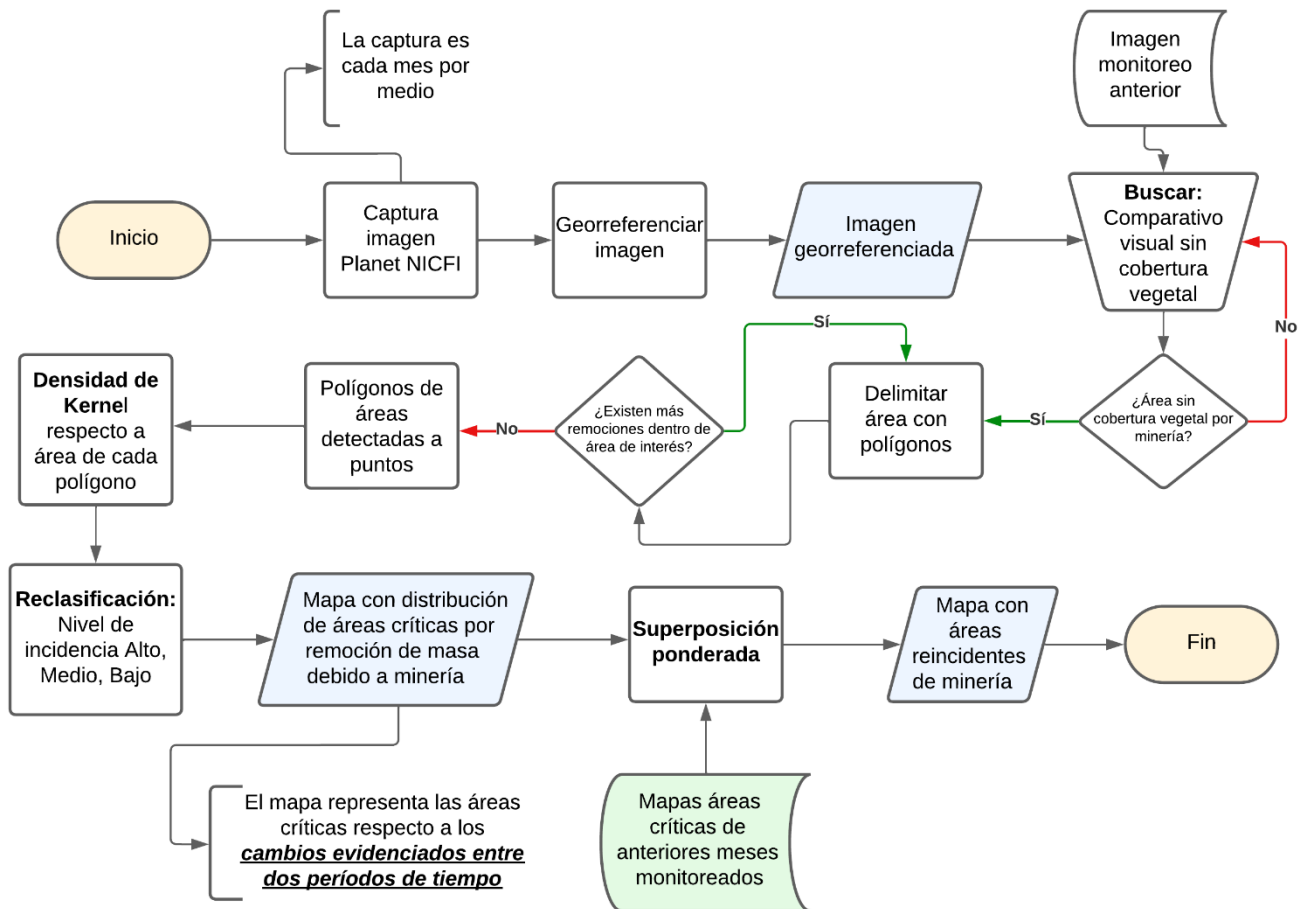 La captura es
cada mes por
medio
Imagen
monitoreo
anterior
Inicio
Captura
imagen
Planet NICFI
Georreferenciar
imagen
Imagen
georreferenciada
Buscar:
Comparativo
visual sin
cobertura
vegetal
No
¿Área sin
cobertura vegetal por
minería?
Sí
Delimitar
área con
polígonos
Sí
¿Existen más
remociones dentro de
área de interés?
No
Polígonos de
áreas
detectadas a
puntos
Densidad de
Kernel
respecto a
área de cada
polígono
Reclasificación:
Nivel de
incidencia Alto,
Medio, Bajo
Mapa con distribución
de áreas críticas por
remoción de masa
debido a minería
Superposición
ponderada
Mapa con
áreas
reincidentes
de minería
Fin
El mapa representa las áreas
críticas respecto a los
cambios evidenciados entre
dos períodos de tiempo
Mapas áreas
críticas de
anteriores meses
monitoreados